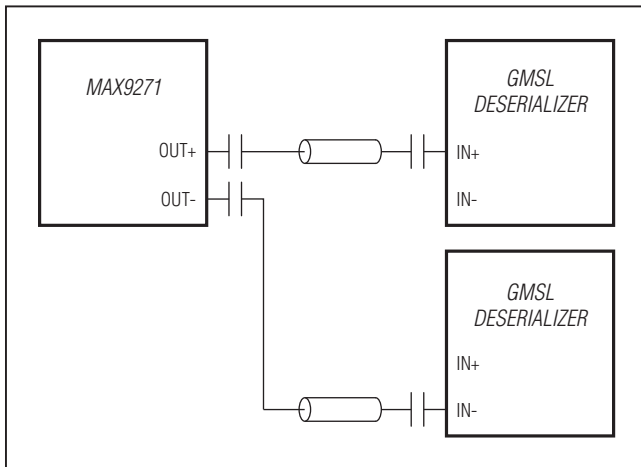 MAX9271
OUT+
OUT-
GMSL
DESERIALIZER
IN+
IN-
GMSL
DESERIALIZER
IN+
IN-